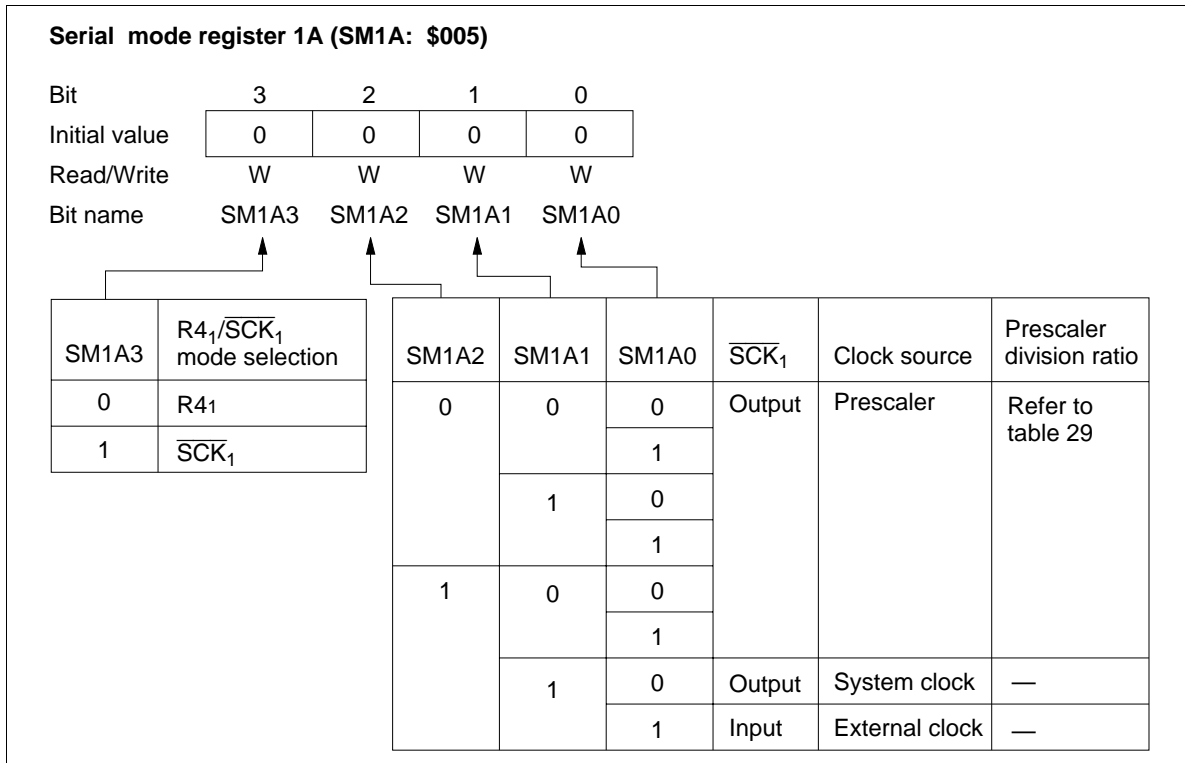 Serial mode register 1A (SM1A: $005)
Bit 3 2 1 0
Initial value 0 0 0 0
Read/Write W W W W
Bit name SM1A3 SM1A2 SM1A1 SM1A0
SM1A3 R4₁/S̅C̅K̅₁ mode selection
0 R41
1 S̅C̅K̅₁
SM1A2 SM1A1 SM1A0 S̅C̅K̅₁ Clock source Prescaler division ratio
0 0 0 Output Prescaler Refer to table 29
1
1 0
1
1 0 0
1
1 0 Output System clock —
1 Input External clock —